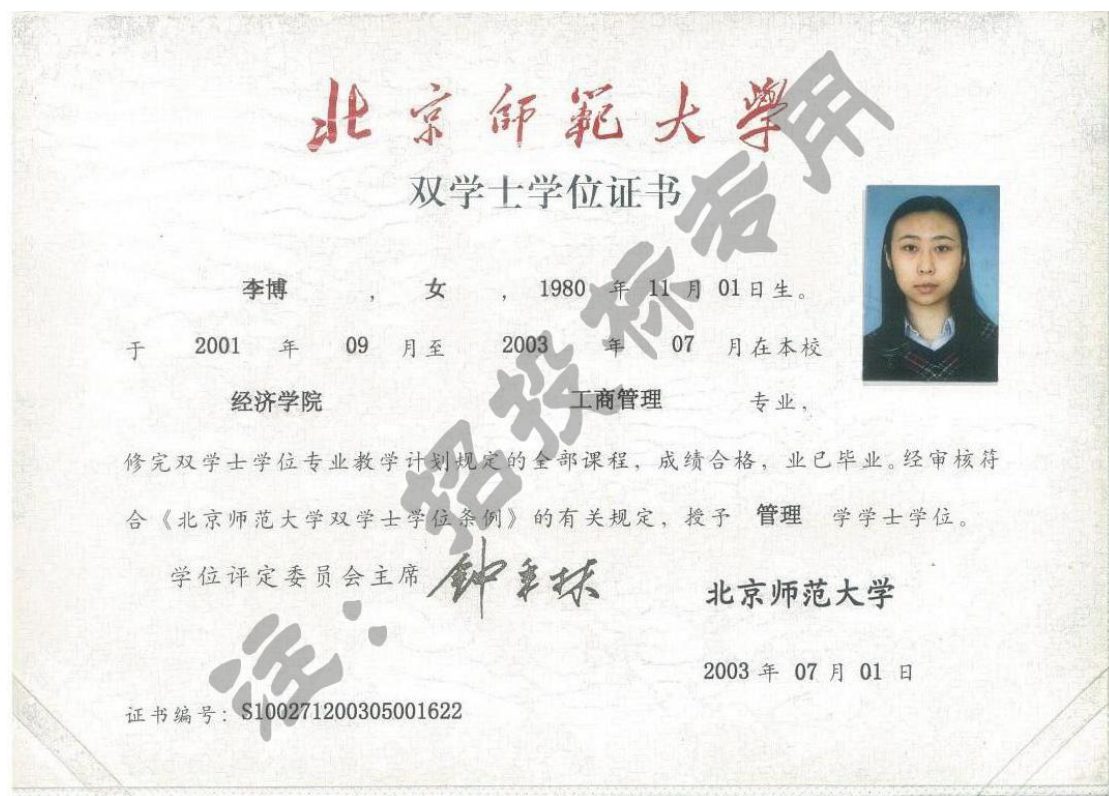 北京師範大學
双学士学位证书
李博 ， 女 ， 1980 年 11 月 01 日生。
于 2001 年 09 月至 2003 年 07 月在本校
经济学院 工商管理 专业，
修完双学士学位专业教学计划规定的全部课程，成绩合格，业已毕业。经审核符
合《北京师范大学双学士学位条例》的有关规定，授予 管理 学学士学位。
学位评定委员会主席 钟秉林
北京师范大学
2003 年 07 月 01 日
证书编号：S100271200305001622
注：招投标专用